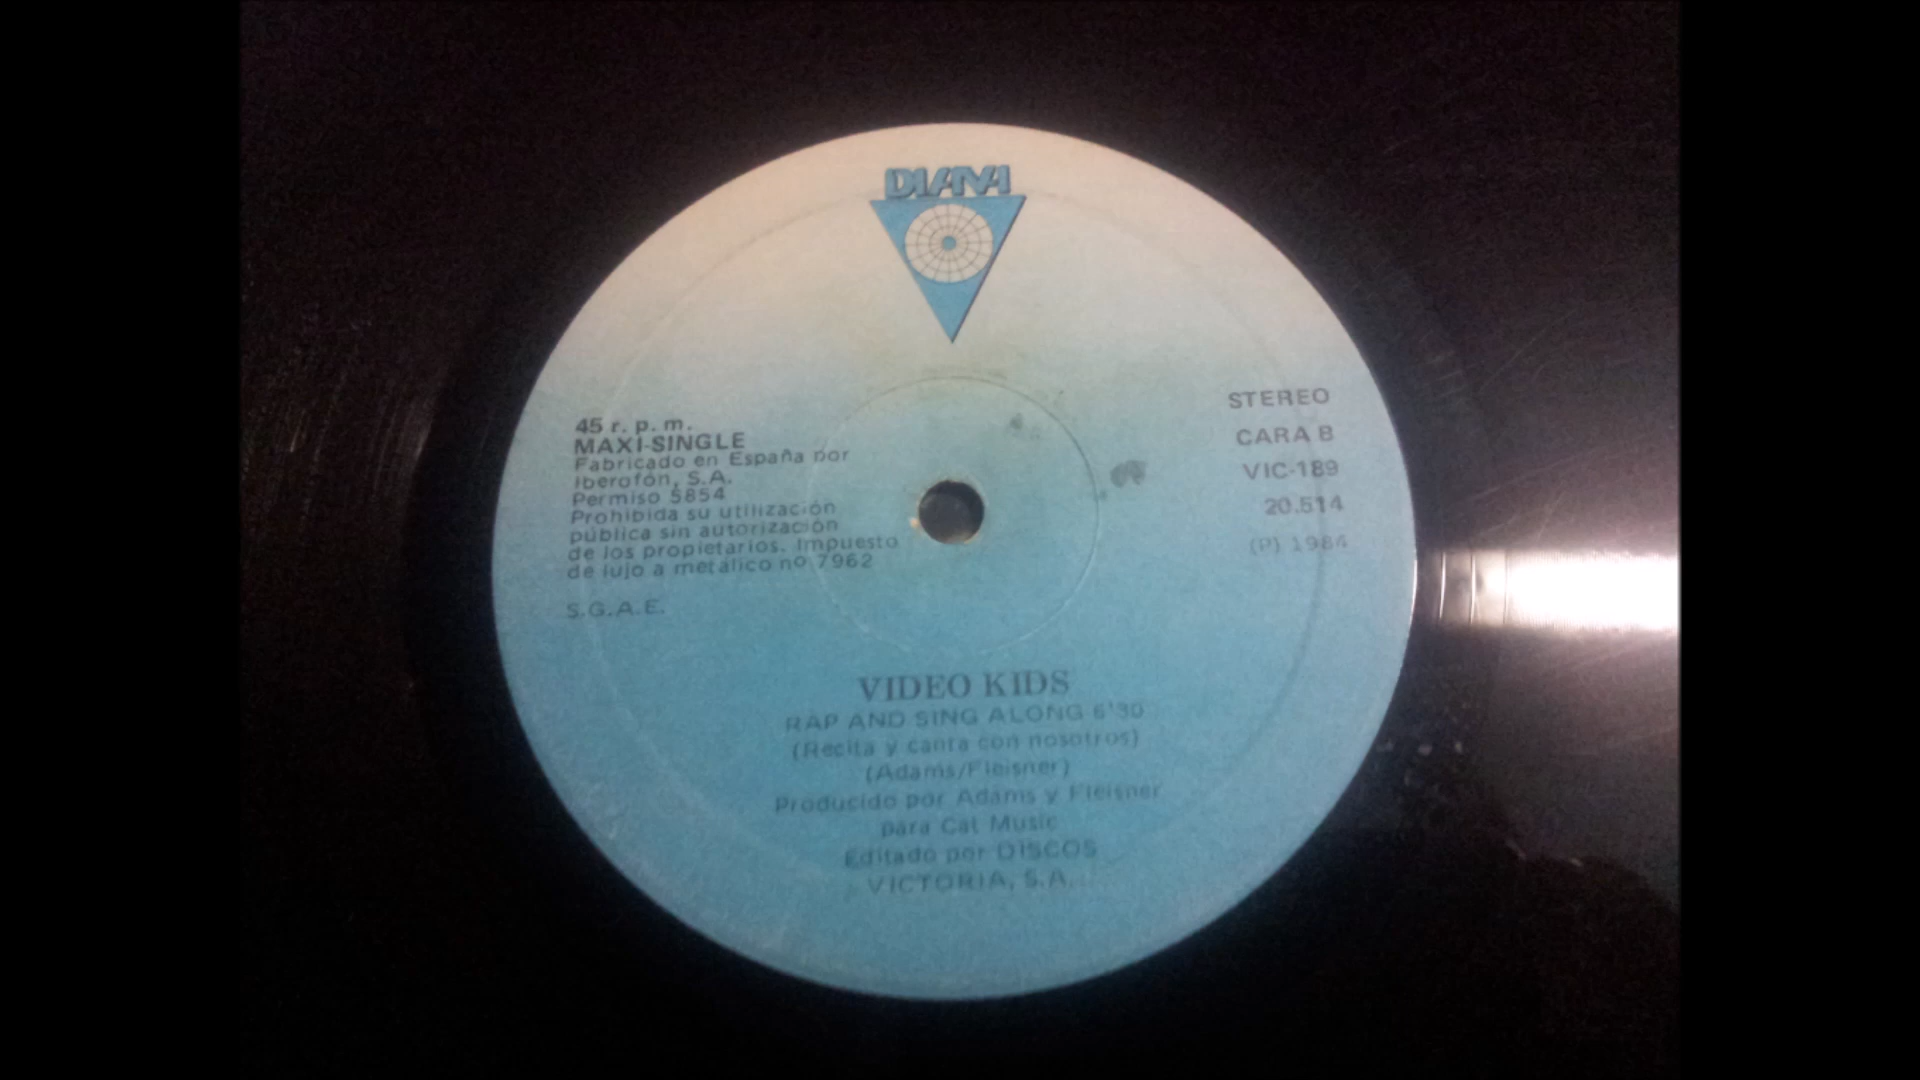 DIANA
45 r. p. m.
MAXI-SINGLE
Fabricado en España por
Iberofón, S.A.
Permiso 5854
Prohibida su utilización
pública sin autorización
de los propietarios. Impuesto
de lujo a metálico nº 7962
S.G.A.E.
STEREO
CARA B
VIC-189
20.514
(P) 1984
VIDEO KIDS
RAP AND SING ALONG 6'30
(Recita y canta con nosotros)
(Adams/Fleisner)
Producido por Adams y Fleisner
para Cat Music
Editado por DISCOS
VICTORIA, S.A.